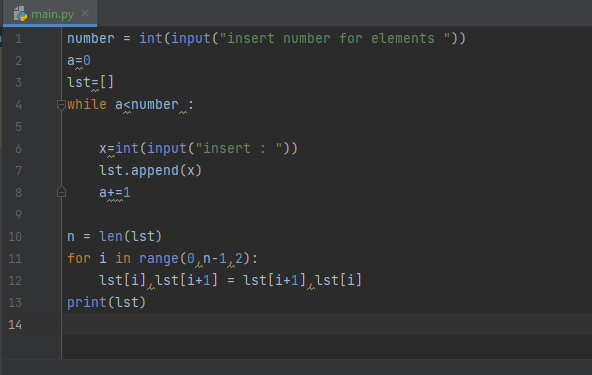 main.py
1 number = int(input("insert number for elements "))
2 a=0
3 lst=[]
4 while a<number :
5
6 x=int(input("insert : "))
7 lst.append(x)
8 a+=1
9
10 n = len(lst)
11 for i in range(0,n-1,2):
12 lst[i],lst[i+1] = lst[i+1],lst[i]
13 print(lst)
14